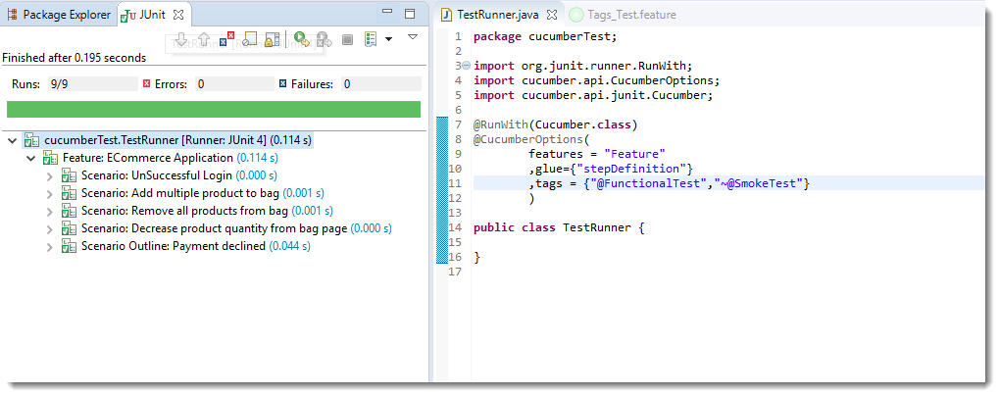 Package Explorer JUnit
Finished after 0.195 seconds
Runs: 9/9 Errors: 0 Failures: 0
cucumberTest.TestRunner [Runner: JUnit 4] (0.114 s)
Feature: ECommerce Application (0.114 s)
Scenario: UnSuccessful Login (0.000 s)
Scenario: Add multiple product to bag (0.001 s)
Scenario: Remove all products from bag (0.001 s)
Scenario: Decrease product quantity from bag page (0.000 s)
Scenario Outline: Payment declined (0.044 s)
TestRunner.java Tags_Test.feature
1 package cucumberTest;
2
3 import org.junit.runner.RunWith;
4 import cucumber.api.CucumberOptions;
5 import cucumber.api.junit.Cucumber;
6
7 @RunWith(Cucumber.class)
8 @CucumberOptions(
9 features = "Feature"
10 ,glue={"stepDefinition"}
11 ,tags = {"@FunctionalTest","~@SmokeTest"}
12 )
13
14 public class TestRunner {
15
16 }
17